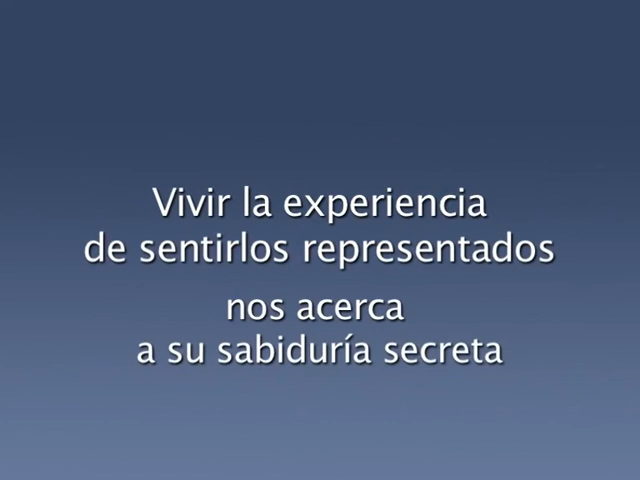 Vivir la experiencia
de sentirlos representados
nos acerca
a su sabiduría secreta